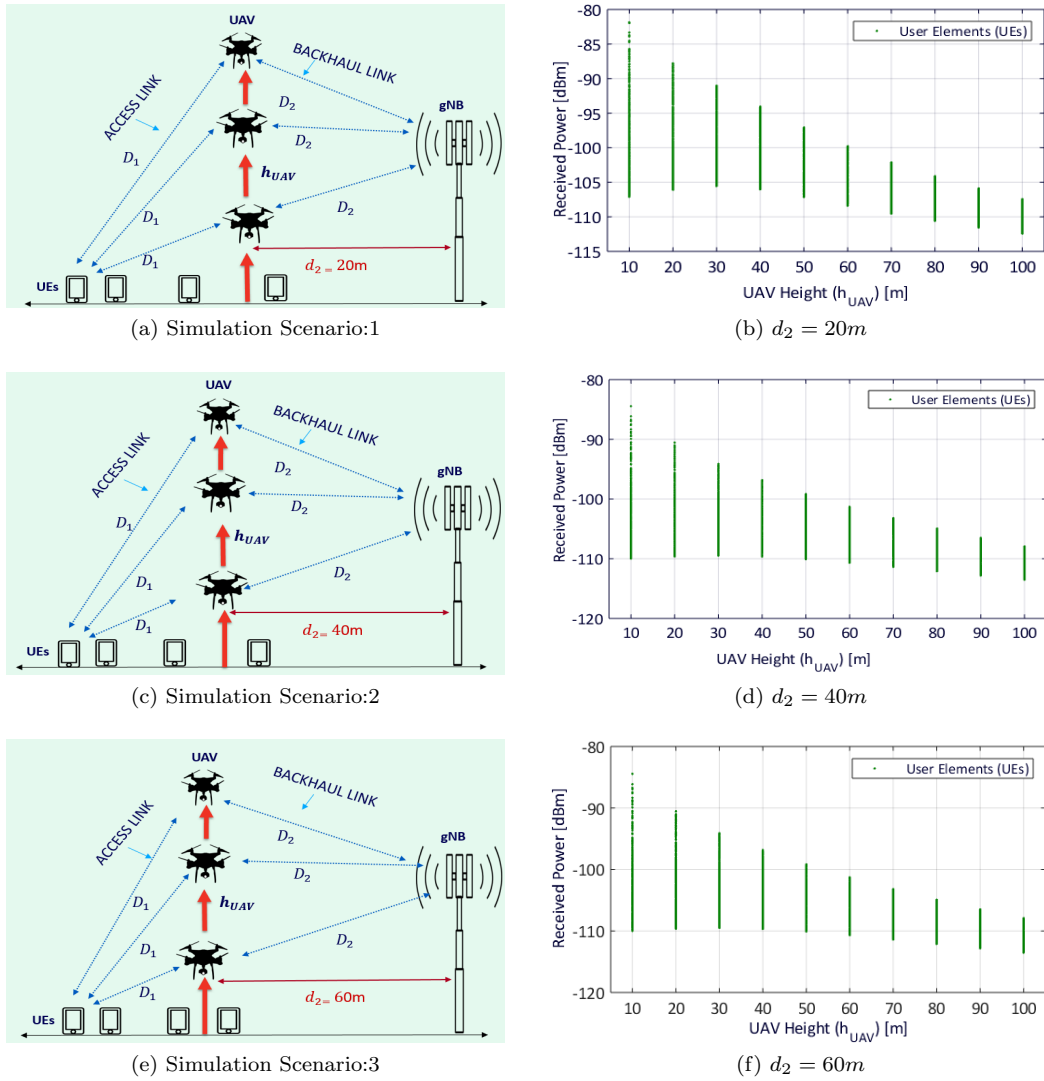 UAV
BACKHAUL LINK
ACCESS LINK
gNB
D₂
D₂
D₁
h_UAV
D₂
D₁
D₁
d₂ = 20m
UEs
(a) Simulation Scenario:1
User Elements (UEs)
Received Power [dBm]
-80
-85
-90
-95
-100
-105
-110
-115
10 20 30 40 50 60 70 80 90 100
UAV Height (h_UAV) [m]
(b) d₂ = 20m
UAV
BACKHAUL LINK
ACCESS LINK
gNB
D₂
D₂
D₁
h_UAV
D₂
D₁
D₁
d₂= 40m
UEs
(c) Simulation Scenario:2
User Elements (UEs)
Received Power [dBm]
-80
-90
-100
-110
-120
10 20 30 40 50 60 70 80 90 100
UAV Height (h_UAV) [m]
(d) d₂ = 40m
UAV
BACKHAUL LINK
ACCESS LINK
gNB
D₂
D₂
D₁
h_UAV
D₂
D₁
D₁
d₂= 60m
UEs
(e) Simulation Scenario:3
User Elements (UEs)
Received Power [dBm]
-80
-90
-100
-110
-120
10 20 30 40 50 60 70 80 90 100
UAV Height (h_UAV) [m]
(f) d₂ = 60m